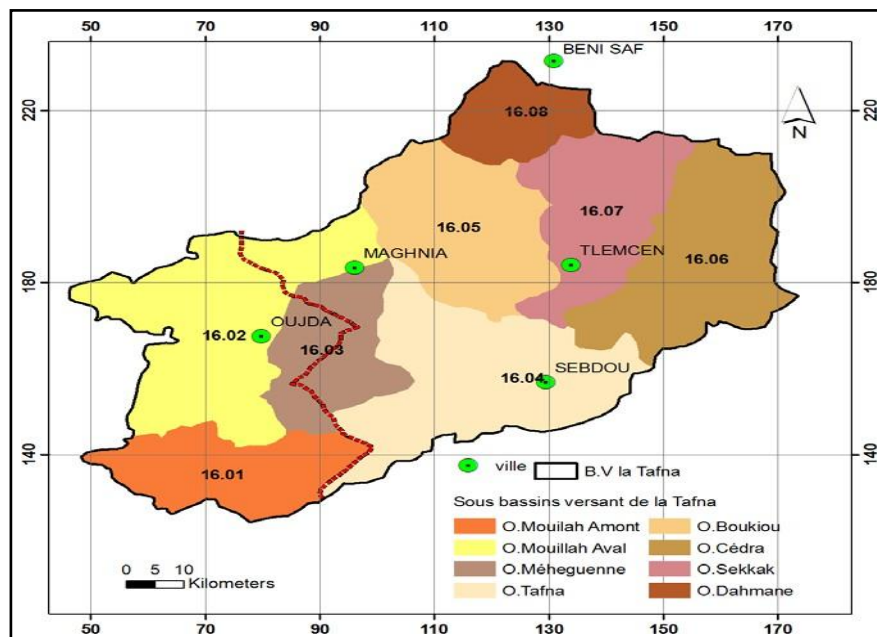 50 70 90 110 130 150 170
BENI SAF
220 220
16.08
N
16.05 16.07
MAGHNIA TLEMCEN 16.06
180 180
OUJDA
16.02 16.03
SEBDOU
16.04
140 140
16.01
ville B.V la Tafna
Sous bassins versant de la Tafna
O.Mouilah Amont O.Boukiou
O.Mouillah Aval O.Cédra
O.Méheguenne O.Sekkak
O.Tafna O.Dahmane
0 5 10
Kilometers
50 70 90 110 130 150 170